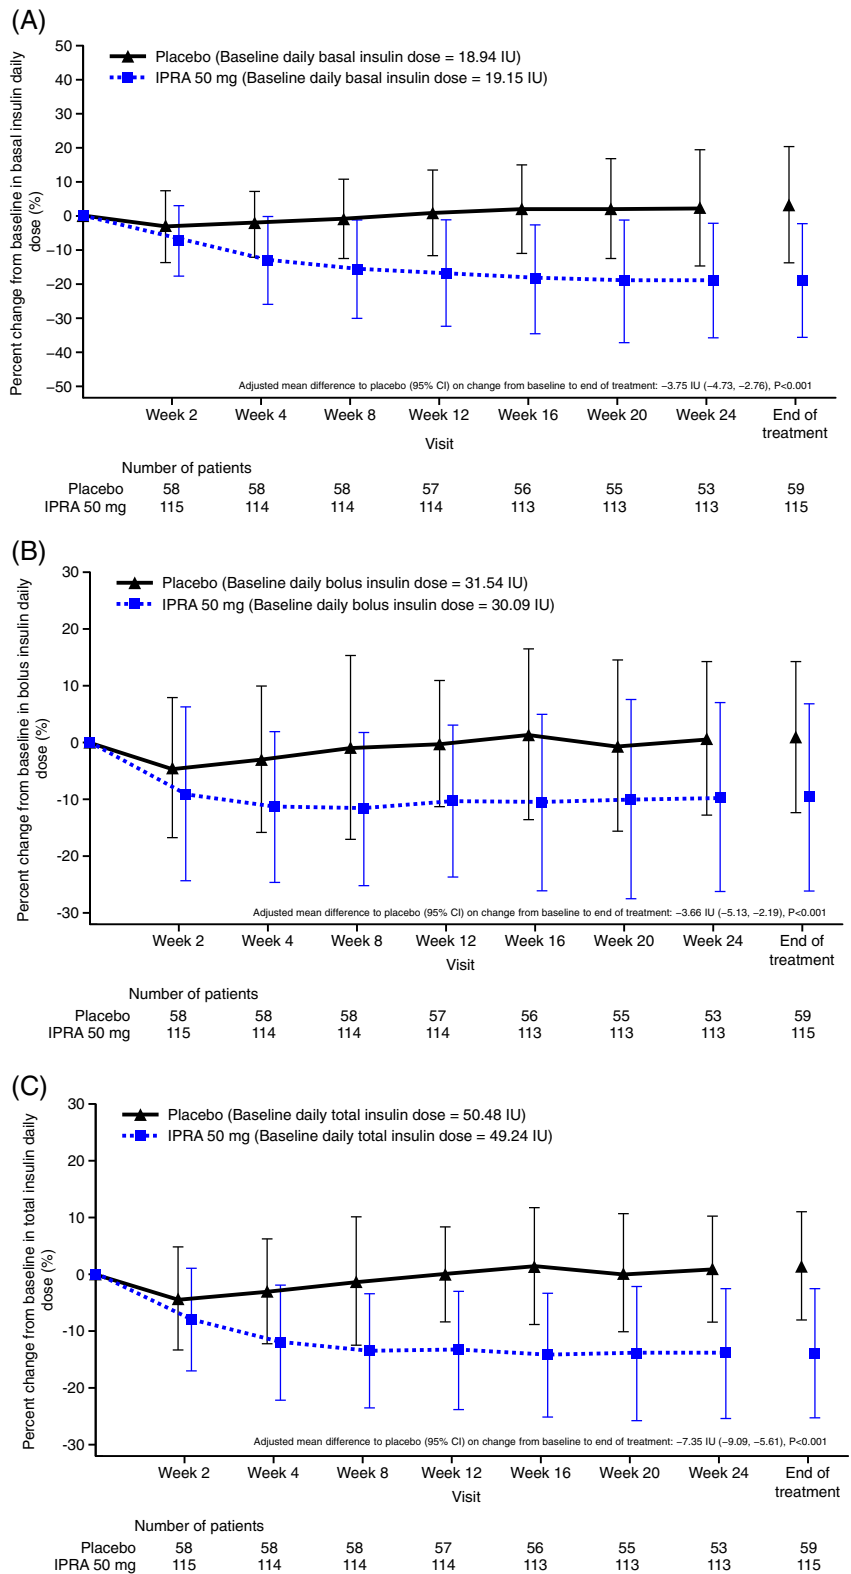 (A)
Percent change from baseline in basal insulin daily
dose (%)
50
40
30
20
10
0
−10
−20
−30
−40
−50
Placebo (Baseline daily basal insulin dose = 18.94 IU)
IPRA 50 mg (Baseline daily basal insulin dose = 19.15 IU)
Adjusted mean difference to placebo (95% CI) on change from baseline to end of treatment: −3.75 IU (−4.73, −2.76), P<0.001
Week 2 Week 4 Week 8 Week 12 Week 16 Week 20 Week 24 End of
treatment
Visit
Number of patients
Placebo 58 58 58 57 56 55 53 59
IPRA 50 mg 115 114 114 114 113 113 113 115
(B)
Percent change from baseline in bolus insulin daily
dose (%)
30
20
10
0
-10
-20
-30
Placebo (Baseline daily bolus insulin dose = 31.54 IU)
IPRA 50 mg (Baseline daily bolus insulin dose = 30.09 IU)
Adjusted mean difference to placebo (95% CI) on change from baseline to end of treatment: −3.66 IU (−5.13, −2.19), P<0.001
Week 2 Week 4 Week 8 Week 12 Week 16 Week 20 Week 24 End of
treatment
Visit
Number of patients
Placebo 58 58 58 57 56 55 53 59
IPRA 50 mg 115 114 114 114 113 113 113 115
(C)
Percent change from baseline in total insulin daily
dose (%)
30
20
10
0
-10
-20
-30
Placebo (Baseline daily total insulin dose = 50.48 IU)
IPRA 50 mg (Baseline daily total insulin dose = 49.24 IU)
Adjusted mean difference to placebo (95% CI) on change from baseline to end of treatment: −7.35 IU (−9.09, −5.61), P<0.001
Week 2 Week 4 Week 8 Week 12 Week 16 Week 20 Week 24 End of
treatment
Visit
Number of patients
Placebo 58 58 58 57 56 55 53 59
IPRA 50 mg 115 114 114 114 113 113 113 115